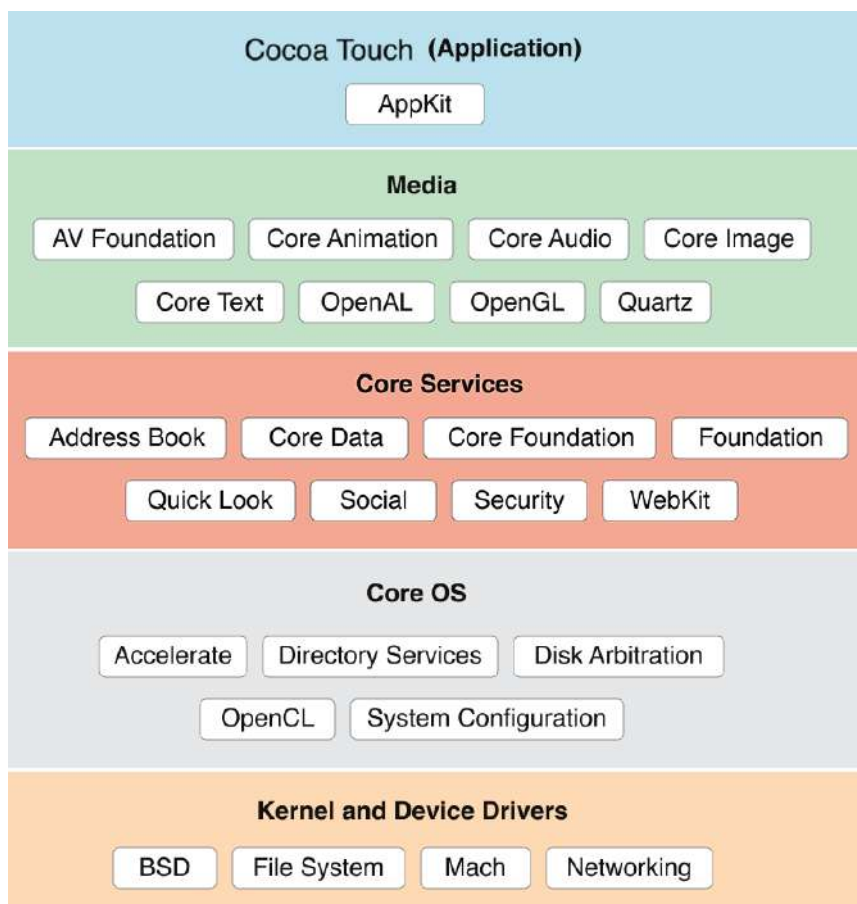 Cocoa Touch (Application)
AppKit
Media
AV Foundation Core Animation Core Audio Core Image
Core Text OpenAL OpenGL Quartz
Core Services
Address Book Core Data Core Foundation Foundation
Quick Look Social Security WebKit
Core OS
Accelerate Directory Services Disk Arbitration
OpenCL System Configuration
Kernel and Device Drivers
BSD File System Mach Networking